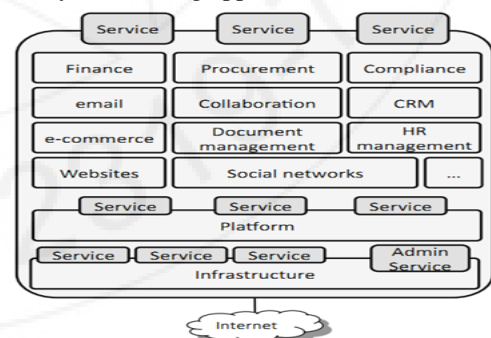 Service Service Service
Finance Procurement Compliance
email Collaboration CRM
e-commerce Document management HR management
Websites Social networks ...
Service Service Service
Platform
Service Service Service Admin Service
Infrastructure
Internet